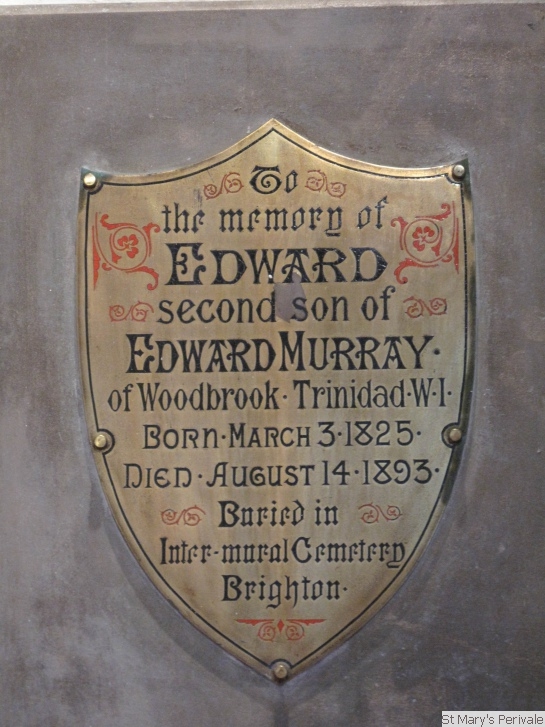 To
the memory of
EDWARD
second son of
EDWARD MURRAY·
of Woodbrook · Trinidad·W·I·
BORN·MARCH 3·1825·
DIED·AUGUST 14·1893·
Buried in
Inter-mural Cemetery
Brighton·
St Mary's Perivale